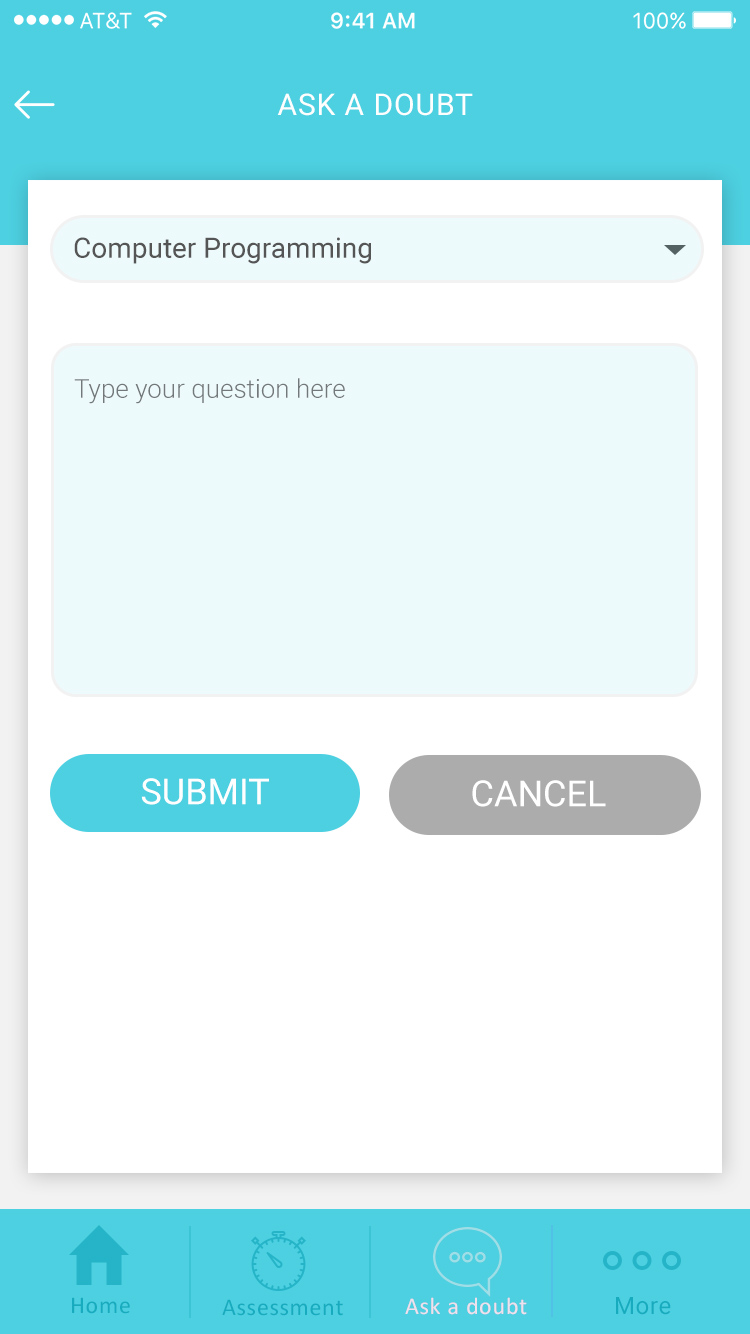 AT&T 9:41 AM 100%
ASK A DOUBT
Computer Programming
Type your question here
SUBMIT CANCEL
Home Assessment Ask a doubt More